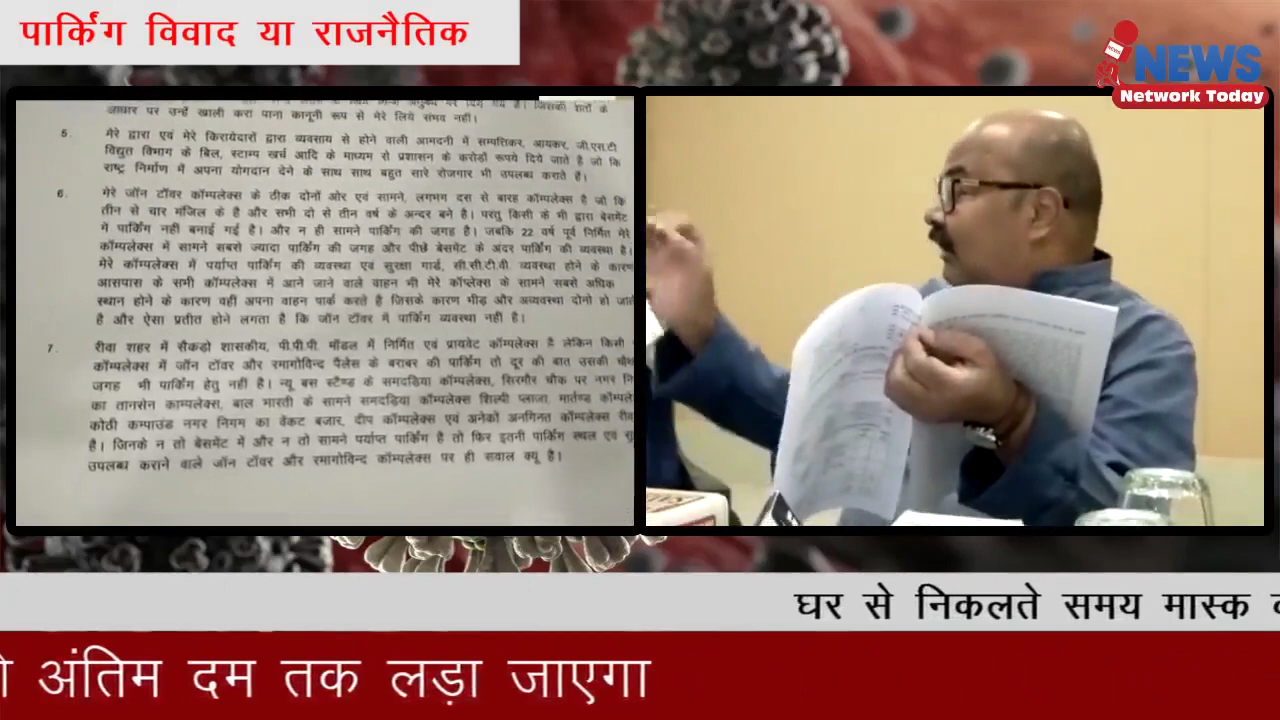 पार्किंग विवाद या राजनैतिक
NEWS
NEWS
Network Today
आधार पर उन्हें खाली करा पाना कानूनी रूप से मेरे लिये संभव नहीं।
5. मेरे द्वारा एवं मेरे किरायेदारों द्वारा व्यवसाय से होने वाली आमदनी में सम्पत्तिकर, आयकर, जी.एस.टी
विद्युत विभाग के बिल, स्टाम्प खर्च आदि के माध्यम से प्रशासन के करोड़ों रूपये दिये जाते है जो कि
राष्ट्र निर्माण में अपना योगदान देने के साथ साथ बहुत सारे रोजगार भी उपलब्ध कराते हैं।
6. मेरे जॉन टॉवर कॉम्पलेक्स के ठीक दोनों ओर एवं सामने, लगभग दस से बारह कॉम्पलेक्स है जो कि
तीन से चार मंजिल के है और सभी दो से तीन वर्ष के अन्दर बने है। परतु किसी के भी द्वारा बेसमेंट
में पार्किंग नहीं बनाई गई है। और न ही सामने पार्किंग की जगह है। जबकि 22 वर्ष पूर्व निर्मित मेरे
कॉम्पलेक्स में सामने सबसे ज्यादा पार्किंग की जगह और पीछे बेसमेंट के अंदर पार्किंग की व्यवस्था है।
मेरे कॉम्पलेक्स में पर्याप्त पार्किंग की व्यवस्था एवं सुरक्षा गार्ड, सी.सी.टी.वी. व्यवस्था होने के कारण
आसपास के सभी कॉम्पलेक्स में आने जाने वाले वाहन भी मेरे कॉप्लेक्स के सामने सबसे अधिक
स्थान होने के कारण वहीं अपना वाहन पार्क करते है जिसके कारण भीड़ और अव्यवस्था दोनो हो
है और ऐसा प्रतीत होने लगता है कि जॉन टॉवर में पार्किंग व्यवस्था नहीं है।
7. रीवा शहर में सैकड़ो शासकीय, पी.पी.पी. मॉडल में निर्मित एवं प्रायवेट कॉम्पलेक्स है लेकिन किसी
कॉम्पलेक्स में जॉन टॉवर और रमागोविन्द पैलेस के बराबर की पार्किंग तो दूर की बात उसकी
जगह भी पार्किंग हेतु नहीं है। न्यू बस स्टैण्ड के समदड़िया कॉम्पलेक्स, सिरमौर चौक पर नगर
का तानसेन काम्पलेक्स, बाल भारती के सामने समदड़िया कॉम्पलेक्स शिल्पी प्लाजा, मार्तण्ड
कोठी कम्पाउंड नगर निगम का वेंकट बजार, दीप कॉम्पलेक्स एवं अनेकों अनगिनत कॉम्पलेक्स
है। जिनके न तो बेसमेंट में और न तो सामने पर्याप्त पार्किंग है तो फिर इतनी पार्किंग स्थल एवं
उपलब्ध कराने वाले जॉन टॉवर और रमागोविन्द कॉम्पलेक्स पर ही सवाल क्यू है।
घर से निकलते समय मास्क
अंतिम दम तक लड़ा जाएगा